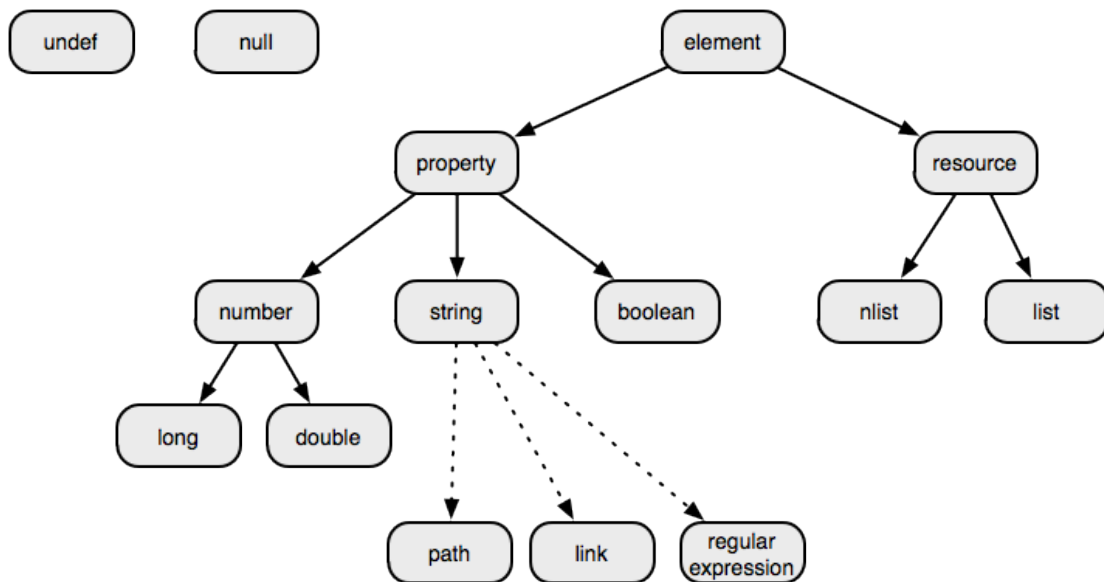 undef
null
element
property
resource
number
string
boolean
nlist
list
long
double
path
link
regular
expression